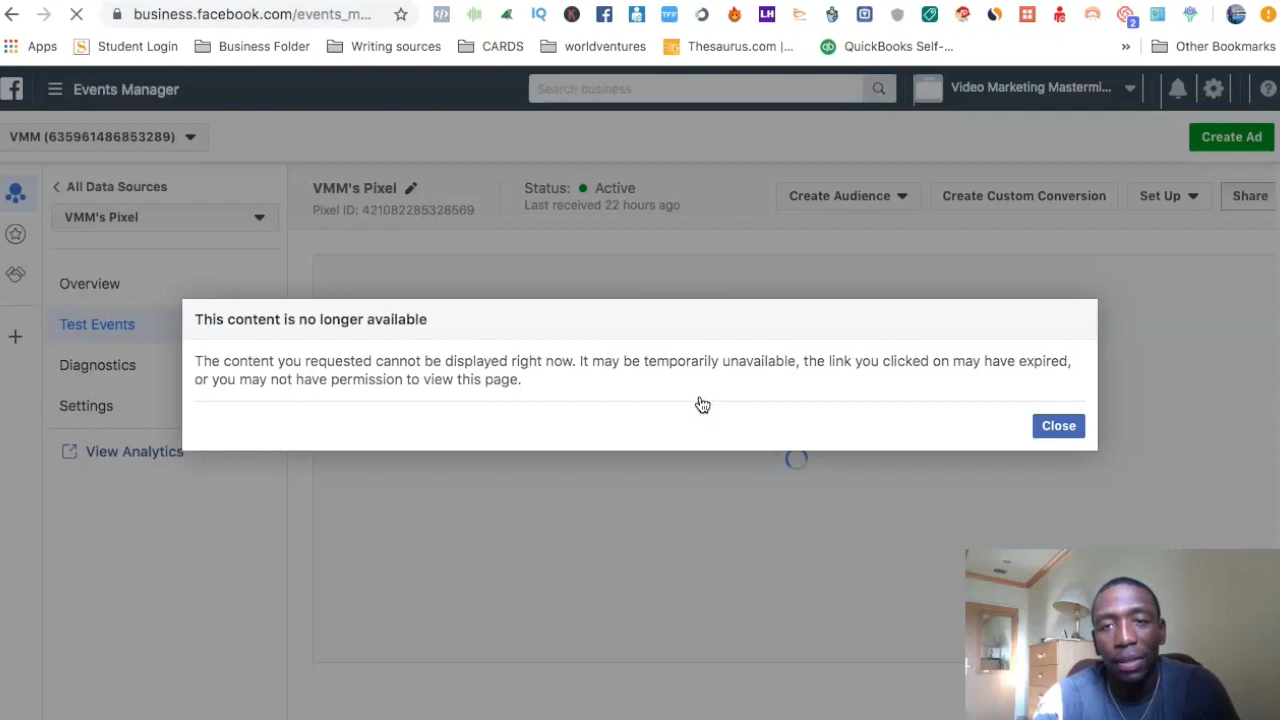 business.facebook.com/events_m...
IQ
K
TFF
LH
2
Apps
Student Login
Business Folder
Writing sources
CARDS
worldventures
Thesaurus.com |...
QuickBooks Self-...
»
Other Bookmarks
Events Manager
Search business
Video Marketing Mastermi...
VMM (635961486853289)
Create Ad
All Data Sources
VMM's Pixel
VMM's Pixel
Pixel ID: 421082285328569
Status: Active
Last received 22 hours ago
Create Audience
Create Custom Conversion
Set Up
Share
Overview
Test Events
Diagnostics
Settings
View Analytics
This content is no longer available
The content you requested cannot be displayed right now. It may be temporarily unavailable, the link you clicked on may have expired,
or you may not have permission to view this page.
Close